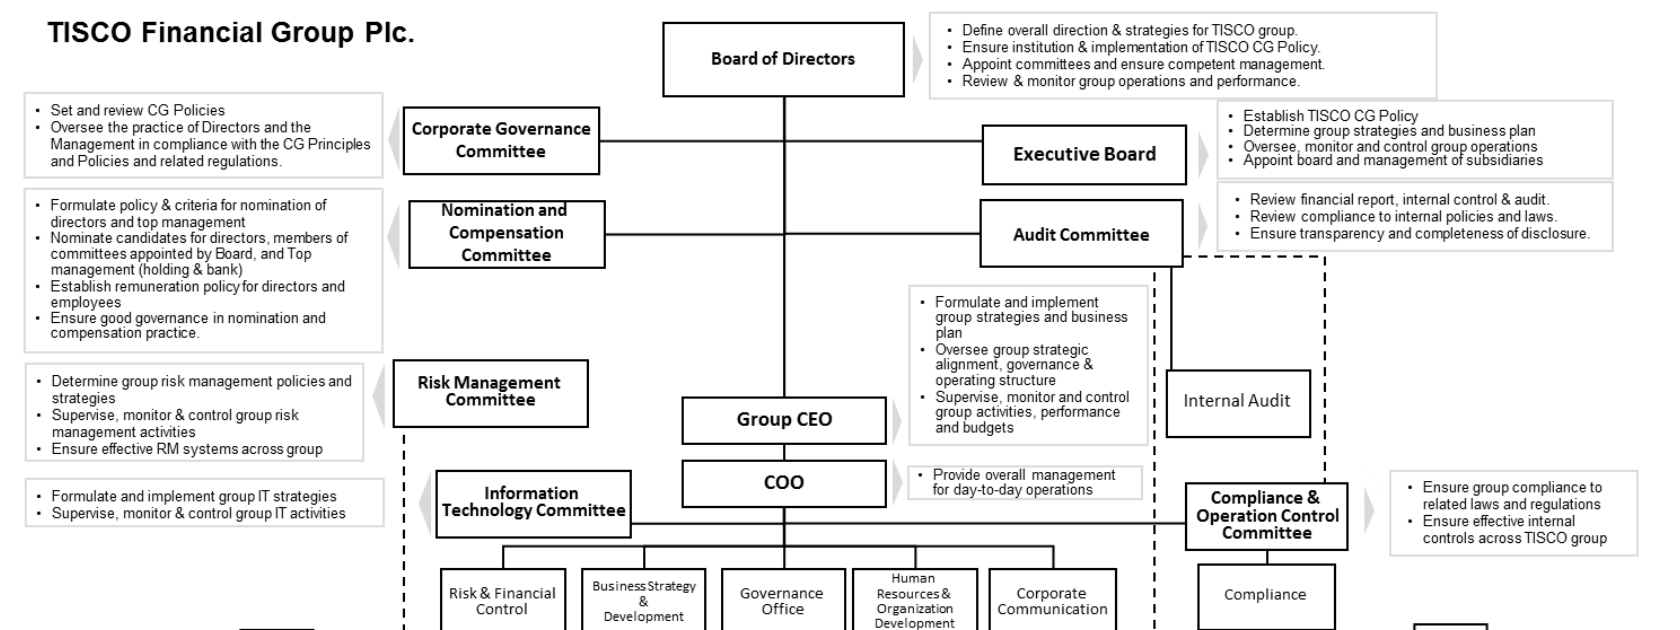 TISCO Financial Group Plc.
Board of Directors
• Define overall direction & strategies for TISCO group.
• Ensure institution & implementation of TISCO CG Policy.
• Appoint committees and ensure competent management.
• Review & monitor group operations and performance.
• Set and review CG Policies
• Oversee the practice of Directors and the
Management in compliance with the CG Principles
and Policies and related regulations.
Corporate Governance
Committee
Executive Board
• Establish TISCO CG Policy
• Determine group strategies and business plan
• Oversee, monitor and control group operations
• Appoint board and management of subsidiaries
• Formulate policy & criteria for nomination of
directors and top management
• Nominate candidates for directors, members of
committees appointed by Board, and Top
management (holding & bank)
• Establish remuneration policy for directors and
employees
• Ensure good governance in nomination and
compensation practice.
Nomination and
Compensation
Committee
Audit Committee
• Review financial report, internal control & audit.
• Review compliance to internal policies and laws.
• Ensure transparency and completeness of disclosure.
• Determine group risk management policies and
strategies
• Supervise, monitor & control group risk
management activities
• Ensure effective RM systems across group
Risk Management
Committee
Group CEO
• Formulate and implement
group strategies and business
plan
• Oversee group strategic
alignment, governance &
operating structure
• Supervise, monitor and control
group activities, performance
and budgets
Internal Audit
COO
• Provide overall management
for day-to-day operations
• Formulate and implement group IT strategies
• Supervise, monitor & control group IT activities
Information
Technology Committee
Compliance &
Operation Control
Committee
• Ensure group compliance to
related laws and regulations
• Ensure effective internal
controls across TISCO group
Risk & Financial
Control
Business Strategy
&
Development
Governance
Office
Human
Resources &
Organization
Development
Corporate
Communication
Compliance